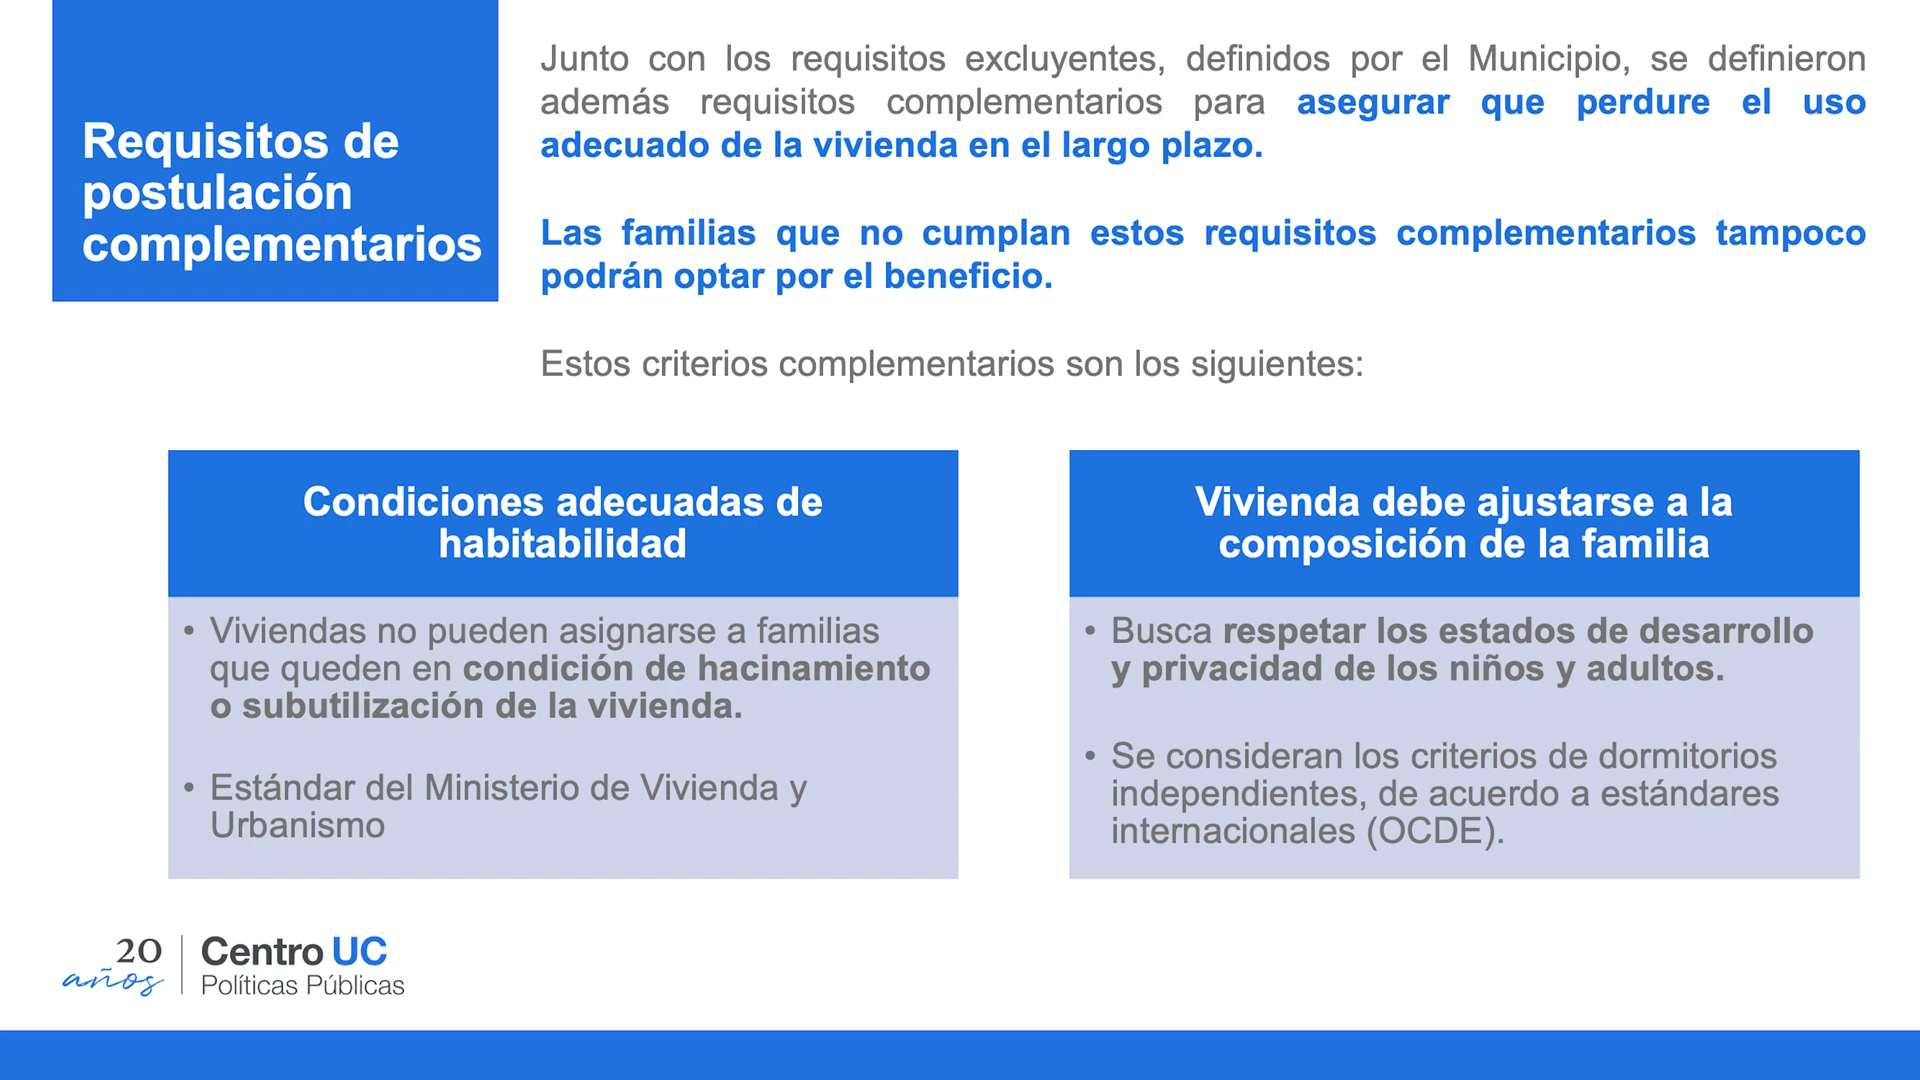 Requisitos de
postulación
complementarios
Junto con los requisitos excluyentes, definidos por el Municipio, se definieron
además requisitos complementarios para asegurar que perdure el uso
adecuado de la vivienda en el largo plazo.
Las familias que no cumplan estos requisitos complementarios tampoco
podrán optar por el beneficio.
Estos criterios complementarios son los siguientes:
Condiciones adecuadas de
habitabilidad
• Viviendas no pueden asignarse a familias
que queden en condición de hacinamiento
o subutilización de la vivienda.
• Estándar del Ministerio de Vivienda y
Urbanismo
Vivienda debe ajustarse a la
composición de la familia
• Busca respetar los estados de desarrollo
y privacidad de los niños y adultos.
• Se consideran los criterios de dormitorios
independientes, de acuerdo a estándares
internacionales (OCDE).
20
años
Centro UC
Políticas Públicas